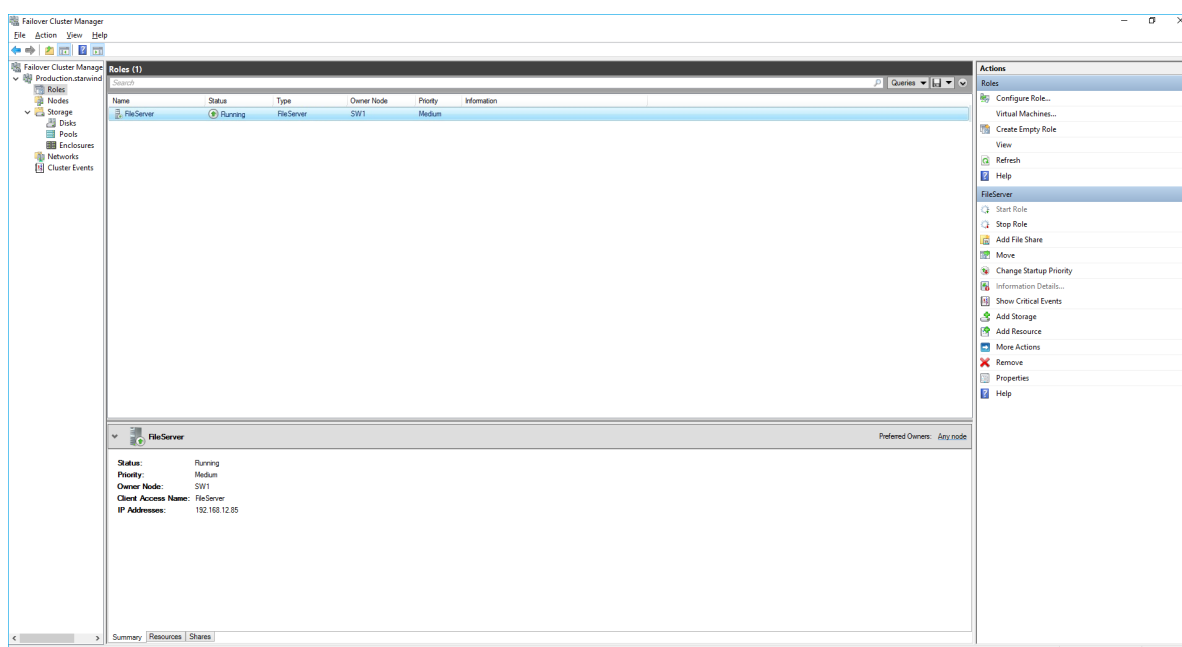 Failover Cluster Manager
File Action View Help
Failover Cluster Manage
Production.starwind
Roles
Nodes
Storage
Disks
Pools
Enclosures
Networks
Cluster Events
Roles (1)
Search
Queries
Name Status Type Owner Node Priority Information
FileServer Running FileServer SW1 Medium
FileServer
Preferred Owners: Any node
Status: Running
Priority: Medium
Owner Node: SW1
Client Access Name: FileServer
IP Addresses: 192.168.12.85
Summary Resources Shares
Actions
Roles
Configure Role...
Virtual Machines...
Create Empty Role
View
Refresh
Help
FileServer
Start Role
Stop Role
Add File Share
Move
Change Startup Priority
Information Details...
Show Critical Events
Add Storage
Add Resource
More Actions
Remove
Properties
Help